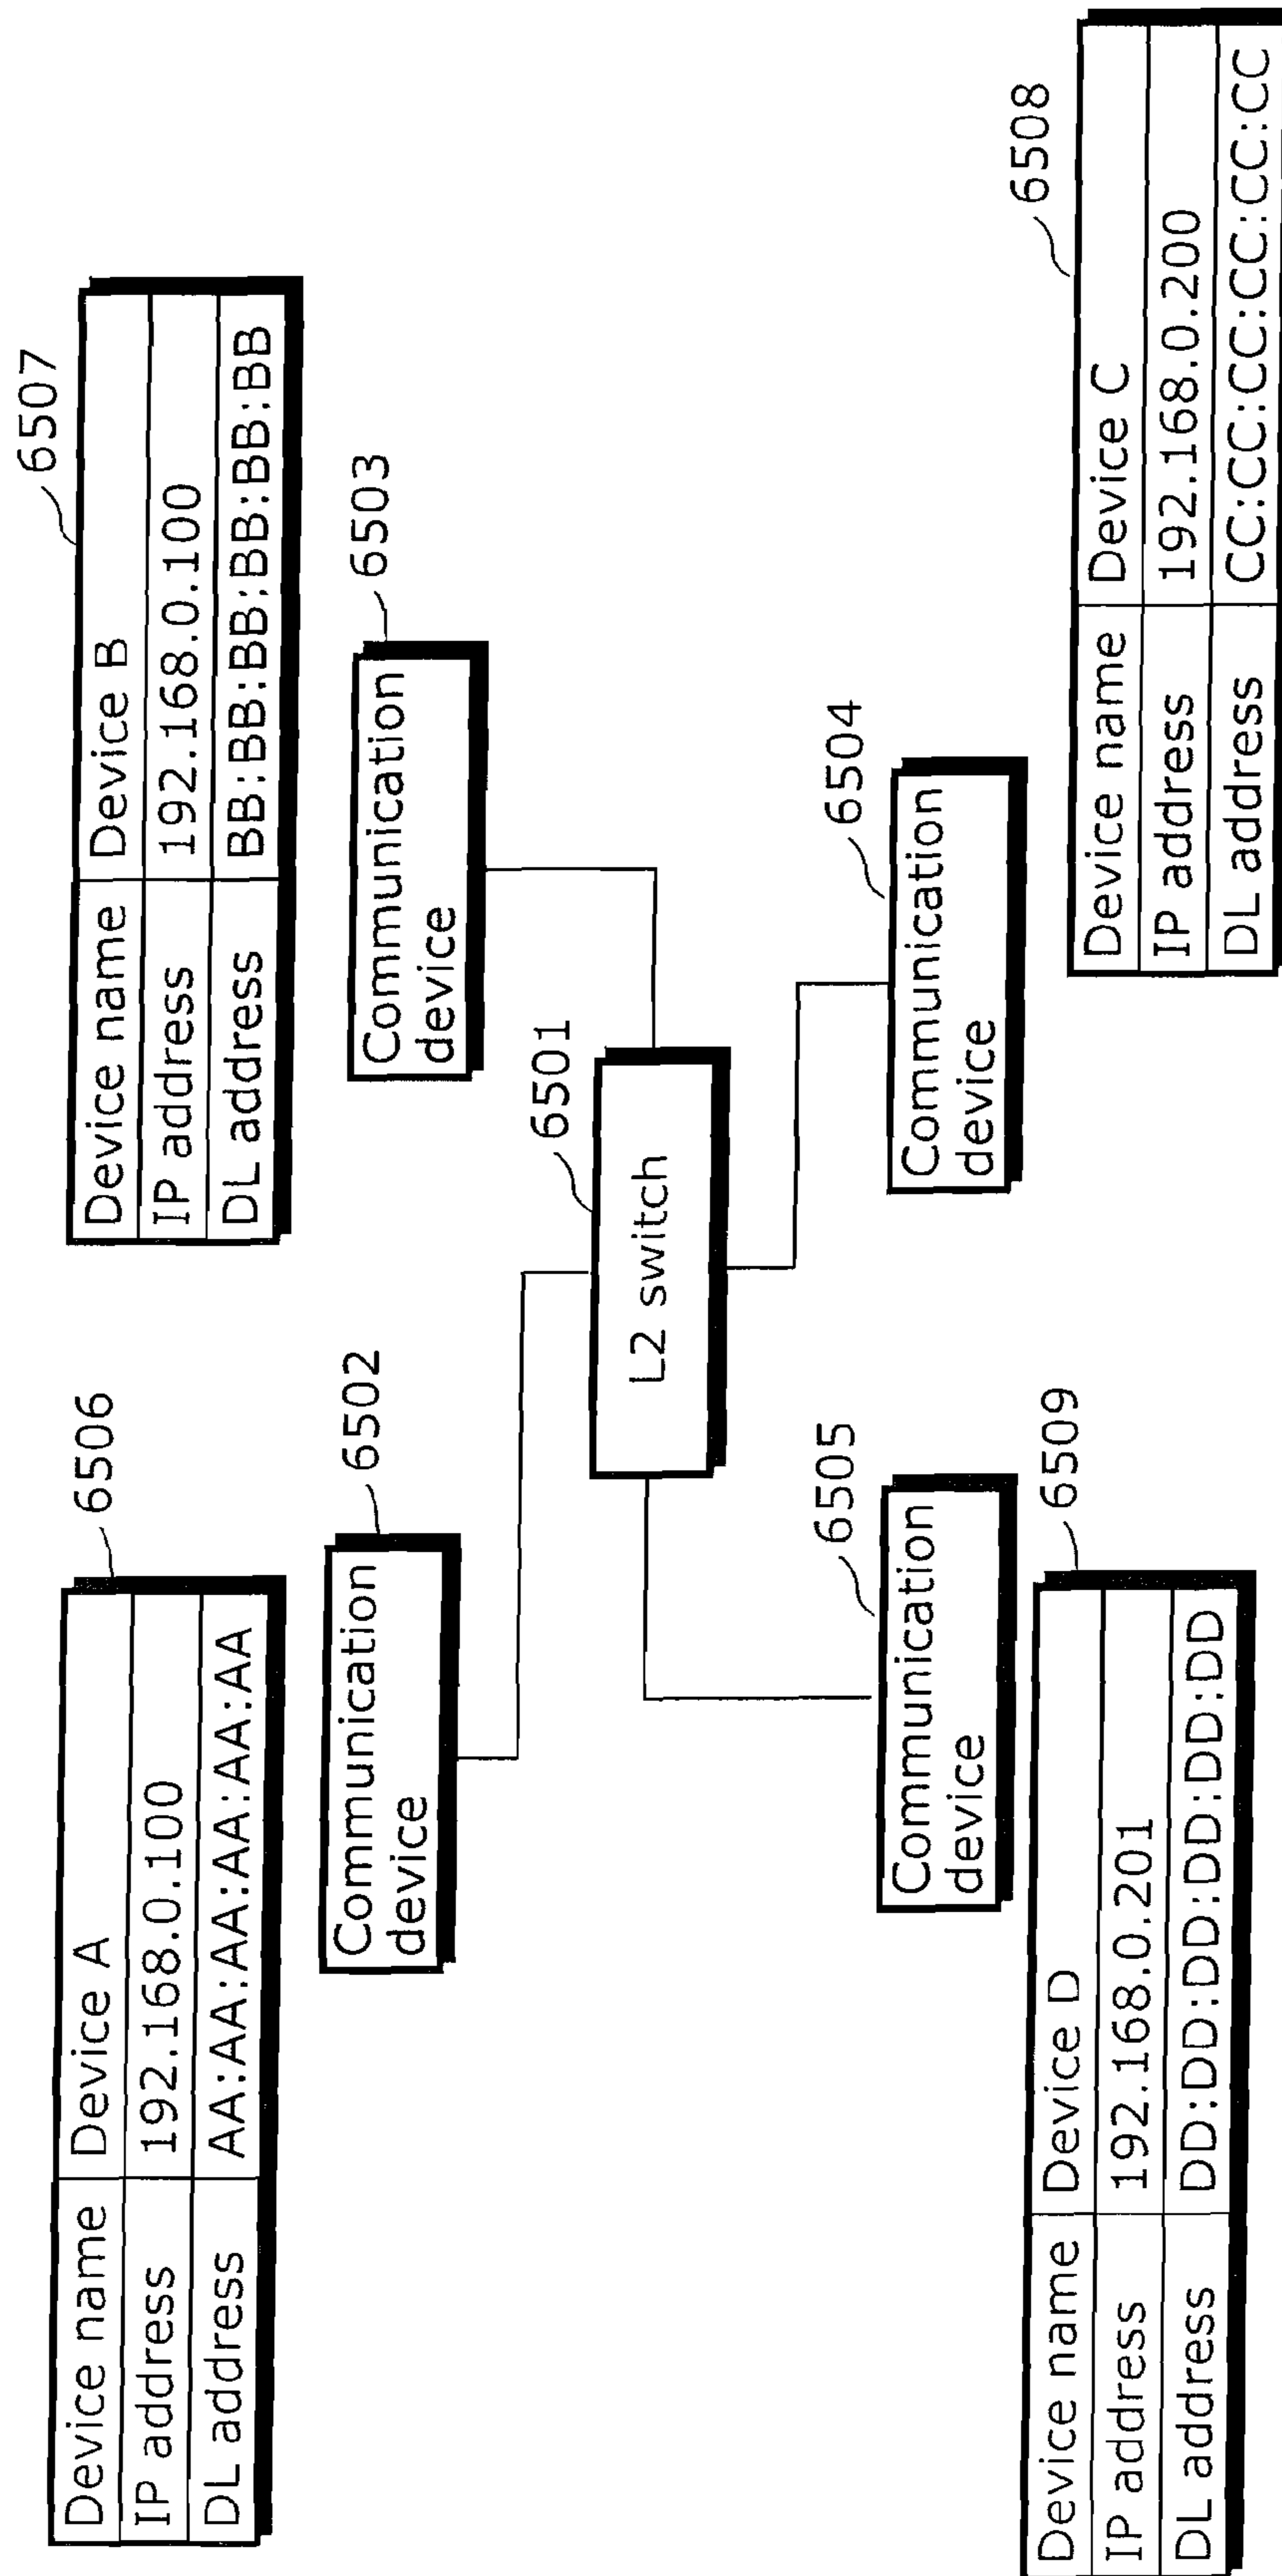 6506
Device name Device A
IP address 192.168.0.100
DL address AA:AA:AA:AA:AA:AA
6507
Device name Device B
IP address 192.168.0.100
DL address BB:BB:BB:BB:BB:BB
6502
Communication
device
6503
Communication
device
6501
L2 switch
6505
Communication
device
6504
Communication
device
6509
Device name Device D
IP address 192.168.0.201
DL address DD:DD:DD:DD:DD:DD
6508
Device name Device C
IP address 192.168.0.200
DL address CC:CC:CC:CC:CC:CC